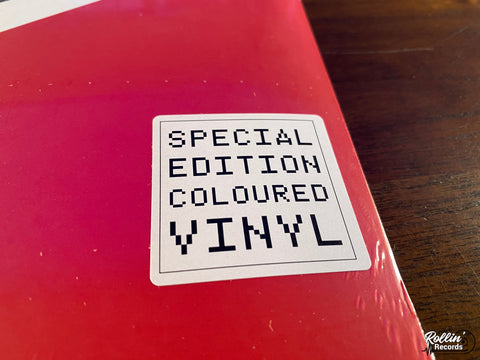 SPECIAL
EDITION
COLOURED
VINYL
Rollin'
Records